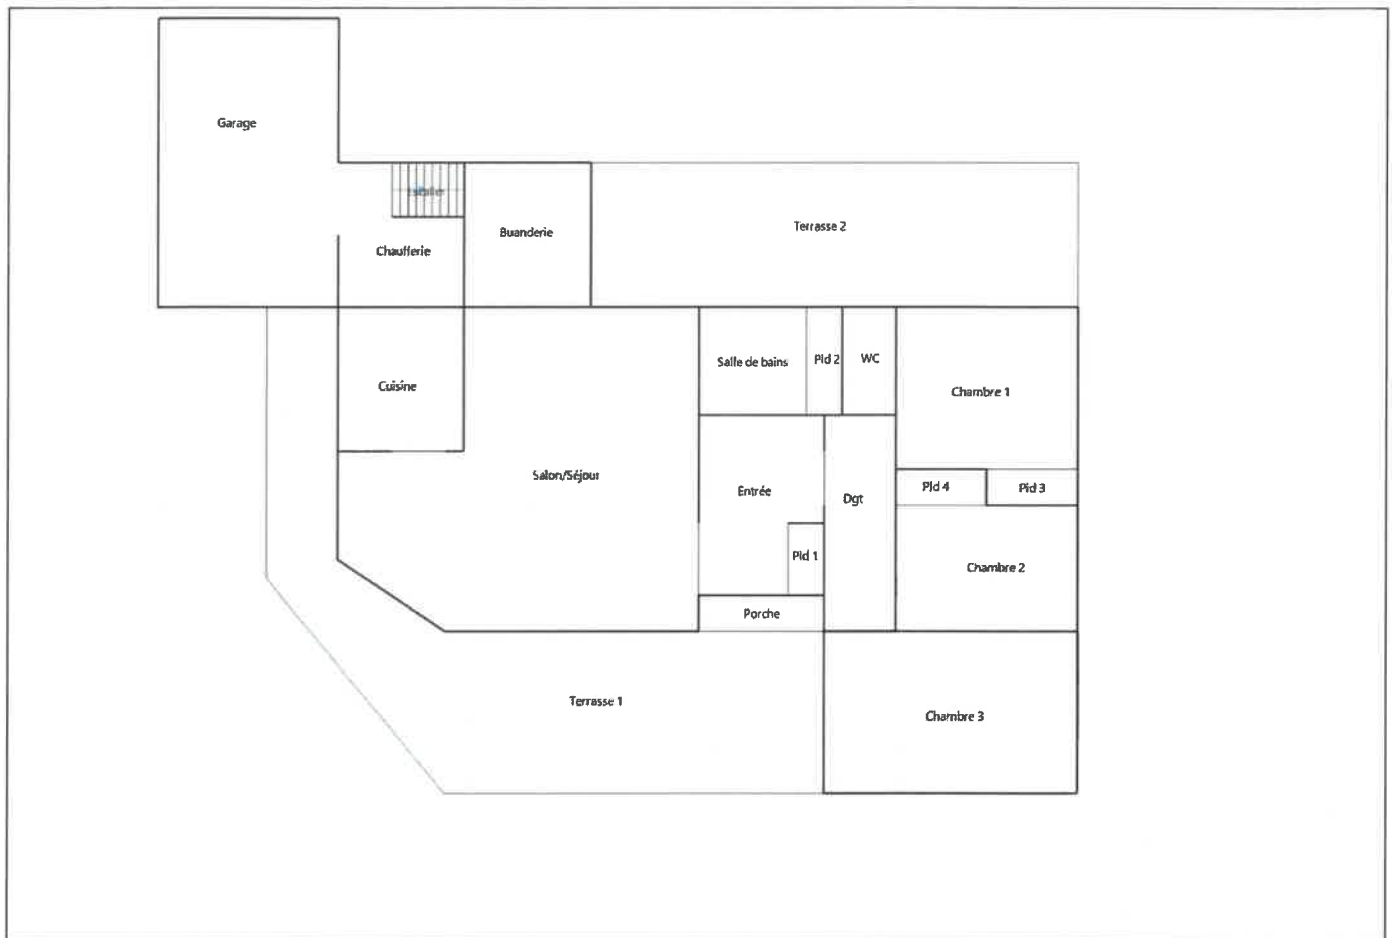 Garage
Chaufferie
Buanderie
Terrasse 2
Cuisine
Salon/Séjour
Salle de bains
Pld 2
WC
Chambre 1
Entrée
Dgt
Pld 4
Pld 3
Pld 1
Chambre 2
Porche
Terrasse 1
Chambre 3